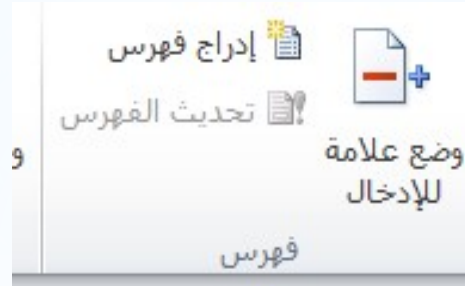 وضع علامة
للإدخال
إدراج فهرس
تحديث الفهرس
فهرس
و